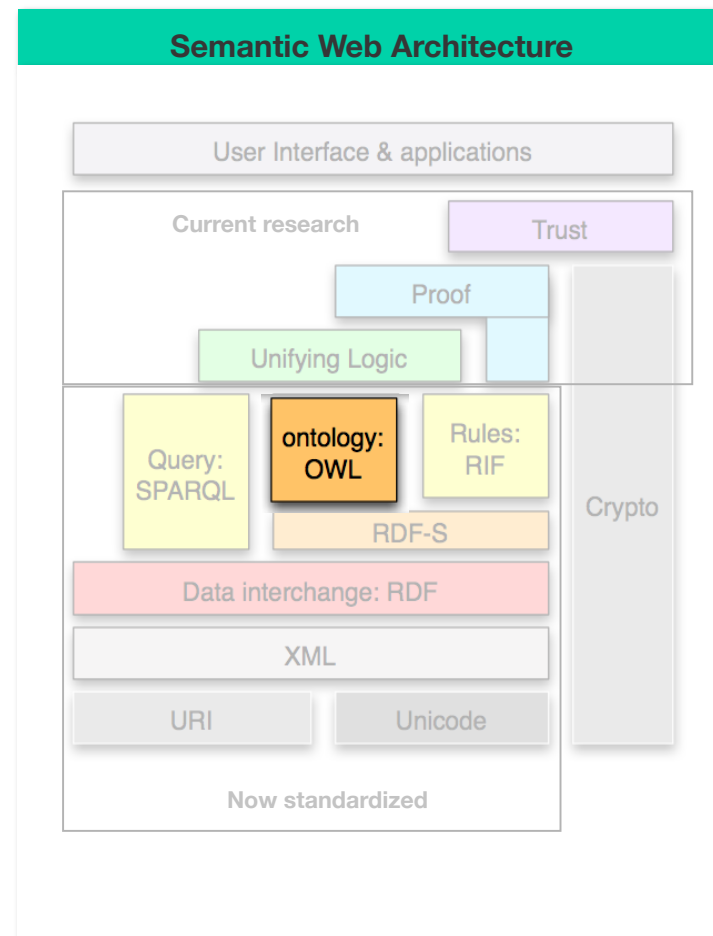 Semantic Web Architecture
User Interface & applications
Current research
Trust
Proof
Unifying Logic
Query:
SPARQL
ontology:
OWL
Rules:
RIF
Crypto
RDF-S
Data interchange: RDF
XML
URI
Unicode
Now standardized